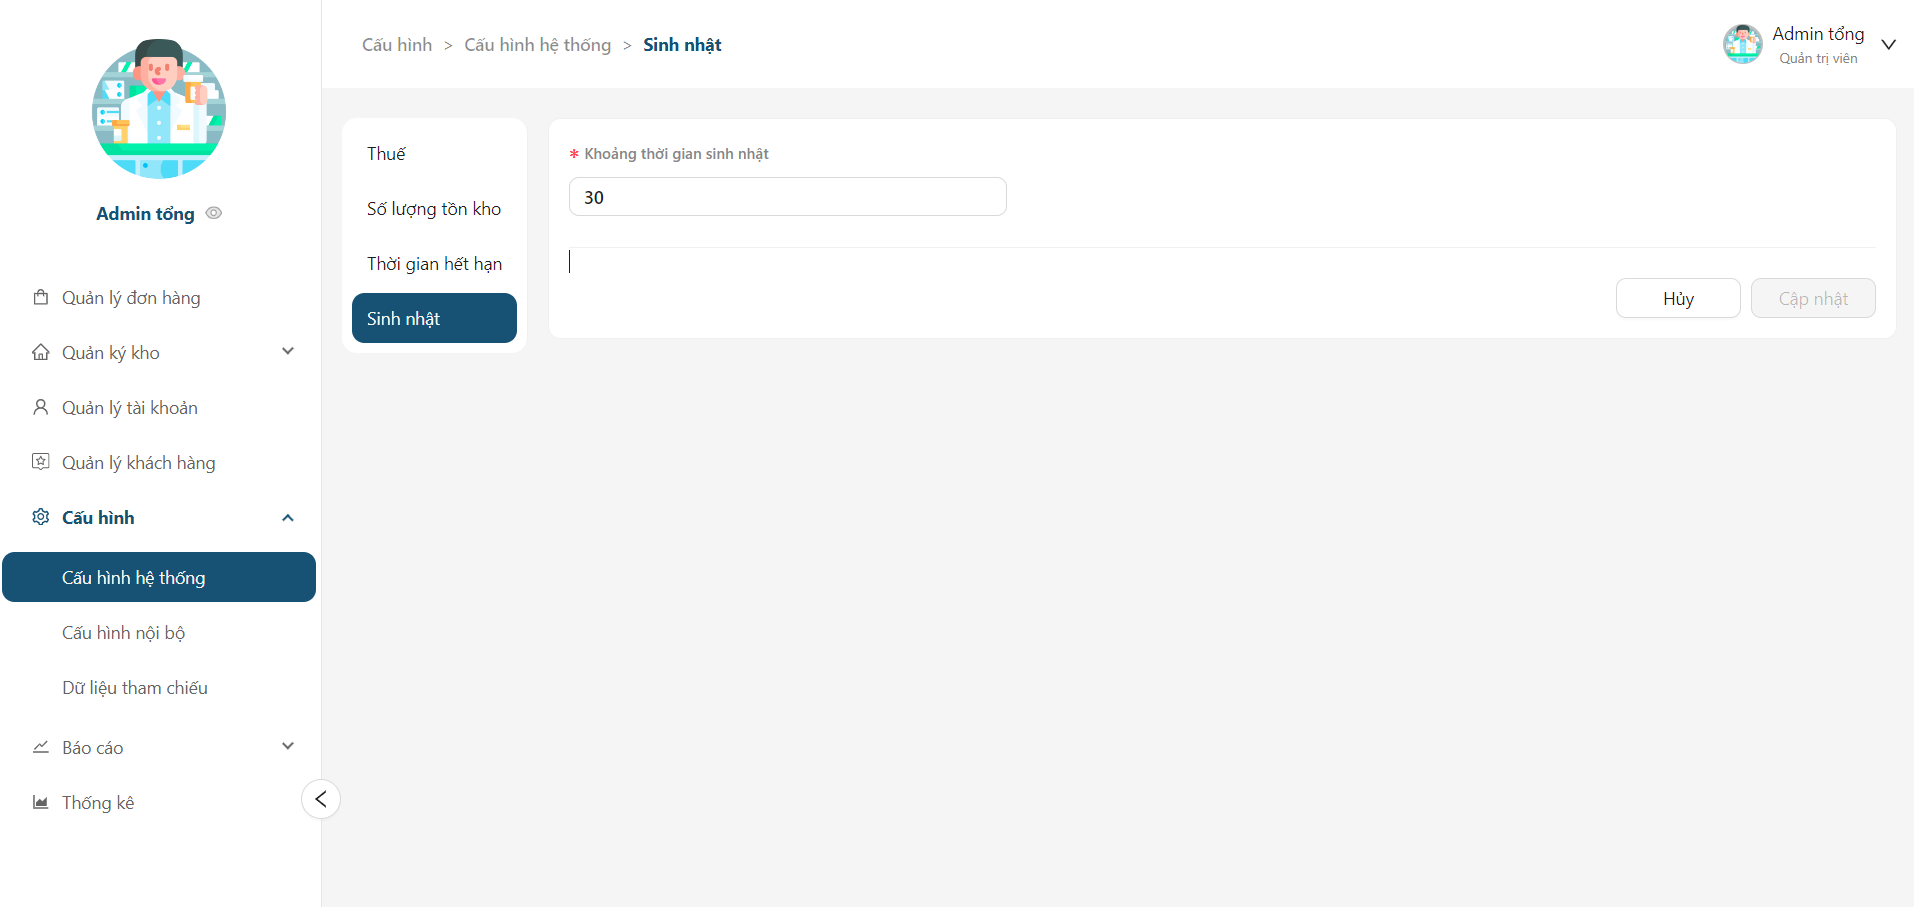 Admin tổng
Quản lý đơn hàng
Quản ký kho
Quản lý tài khoản
Quản lý khách hàng
Cấu hình
Cấu hình hệ thống
Cấu hình nội bộ
Dữ liệu tham chiếu
Báo cáo
Thống kê
Cấu hình > Cấu hình hệ thống > Sinh nhật
Admin tổng
Quản trị viên
Thuế
Số lượng tồn kho
Thời gian hết hạn
Sinh nhật
* Khoảng thời gian sinh nhật
30
Hủy
Cập nhật